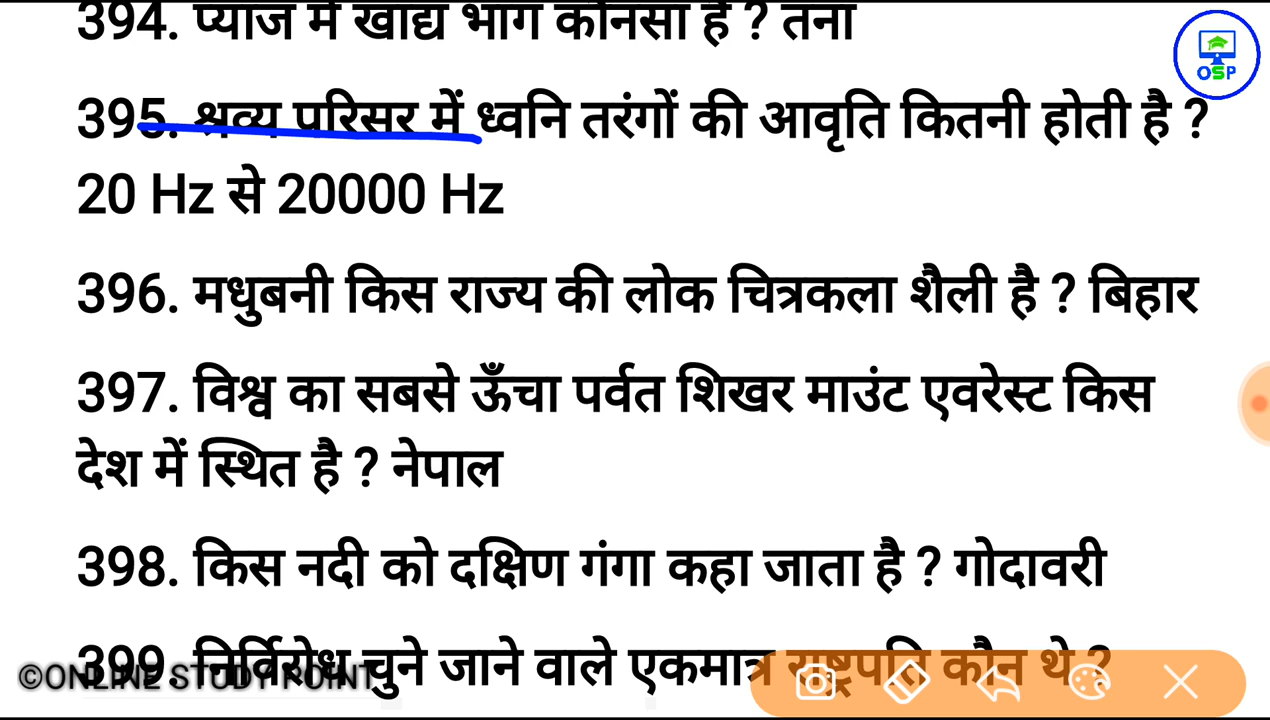 394. प्याज में खाद्य भाग कौनसा है ? तना
OSP
395. श्रव्य परिसर में ध्वनि तरंगों की आवृति कितनी होती है ?
20 Hz से 20000 Hz
396. मधुबनी किस राज्य की लोक चित्रकला शैली है ? बिहार
397. विश्व का सबसे ऊँचा पर्वत शिखर माउंट एवरेस्ट किस
देश में स्थित है ? नेपाल
398. किस नदी को दक्षिण गंगा कहा जाता है ? गोदावरी
399. निर्विरोध चुने जाने वाले एकमात्र राष्ट्रपति कौन थे ?
©ONLINE STUDY POINT